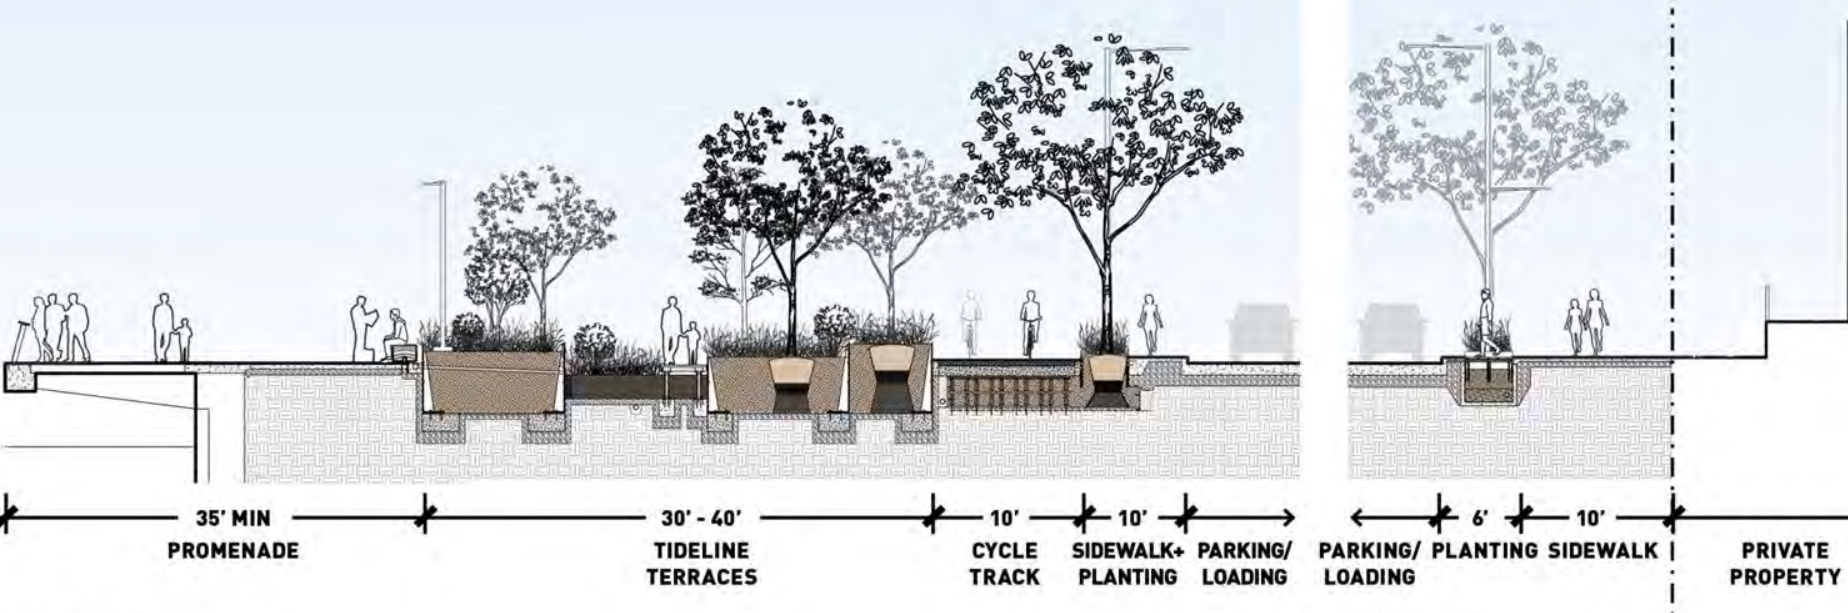 35' MIN
PROMENADE
30' - 40'
TIDELINE
TERRACES
10'
CYCLE
TRACK
10'
SIDEWALK+
PLANTING
PARKING/
LOADING
PARKING/
LOADING
6'
PLANTING
10'
SIDEWALK
PRIVATE
PROPERTY